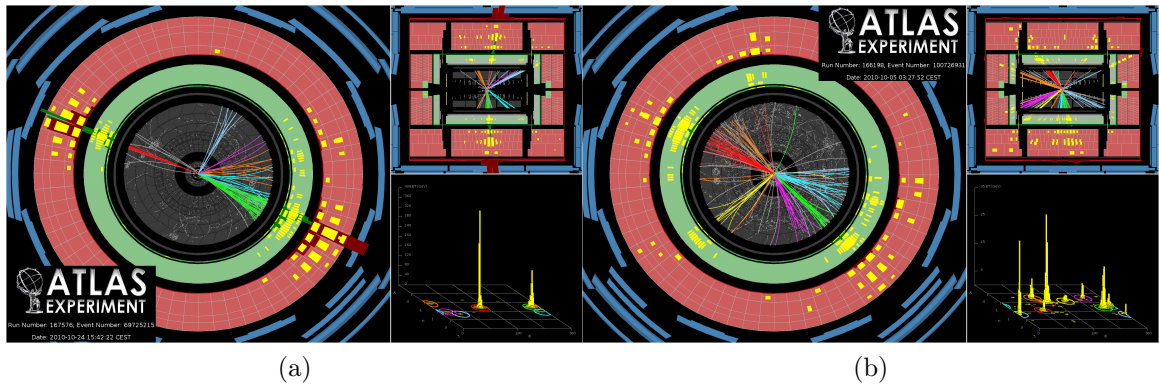 ATLAS
EXPERIMENT
Run Number: 167576, Event Number: 69725215
Date: 2010-10-24 15:42:22 CEST
ATLAS
EXPERIMENT
Run Number: 166198, Event Number: 100726931
Date: 2010-10-05 03:27:52 CEST
(a)
(b)